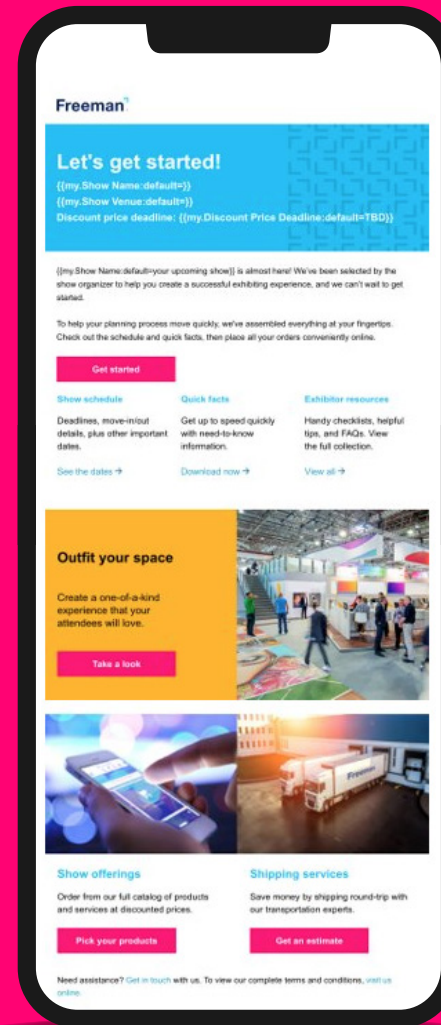 Freeman
Let's get started!
{{my.Show Name:default=}}
{{my.Show Venue:default=}}
Discount price deadline: {{my.Discount Price Deadline:default=TBD}}
{{my.Show Name:default=your upcoming show}} is almost here! We've been selected by the
show organizer to help you create a successful exhibiting experience, and we can't wait to get
started.
To help your planning process move quickly, we've assembled everything at your fingertips.
Check out the schedule and quick facts, then place all your orders conveniently online.
Get started
Show schedule
Deadlines, move-in/out
details, plus other important
dates.
See the dates →
Quick facts
Get up to speed quickly
with need-to-know
information.
Download now →
Exhibitor resources
Handy checklists, helpful
tips, and FAQs. View
the full collection.
View all →
Outfit your space
Create a one-of-a-kind
experience that your
attendees will love.
Take a look
Freeman
Show offerings
Order from our full catalog of products
and services at discounted prices.
Pick your products
Shipping services
Save money by shipping round-trip with
our transportation experts.
Get an estimate
Need assistance? Get in touch with us. To view our complete terms and conditions, visit us
online.